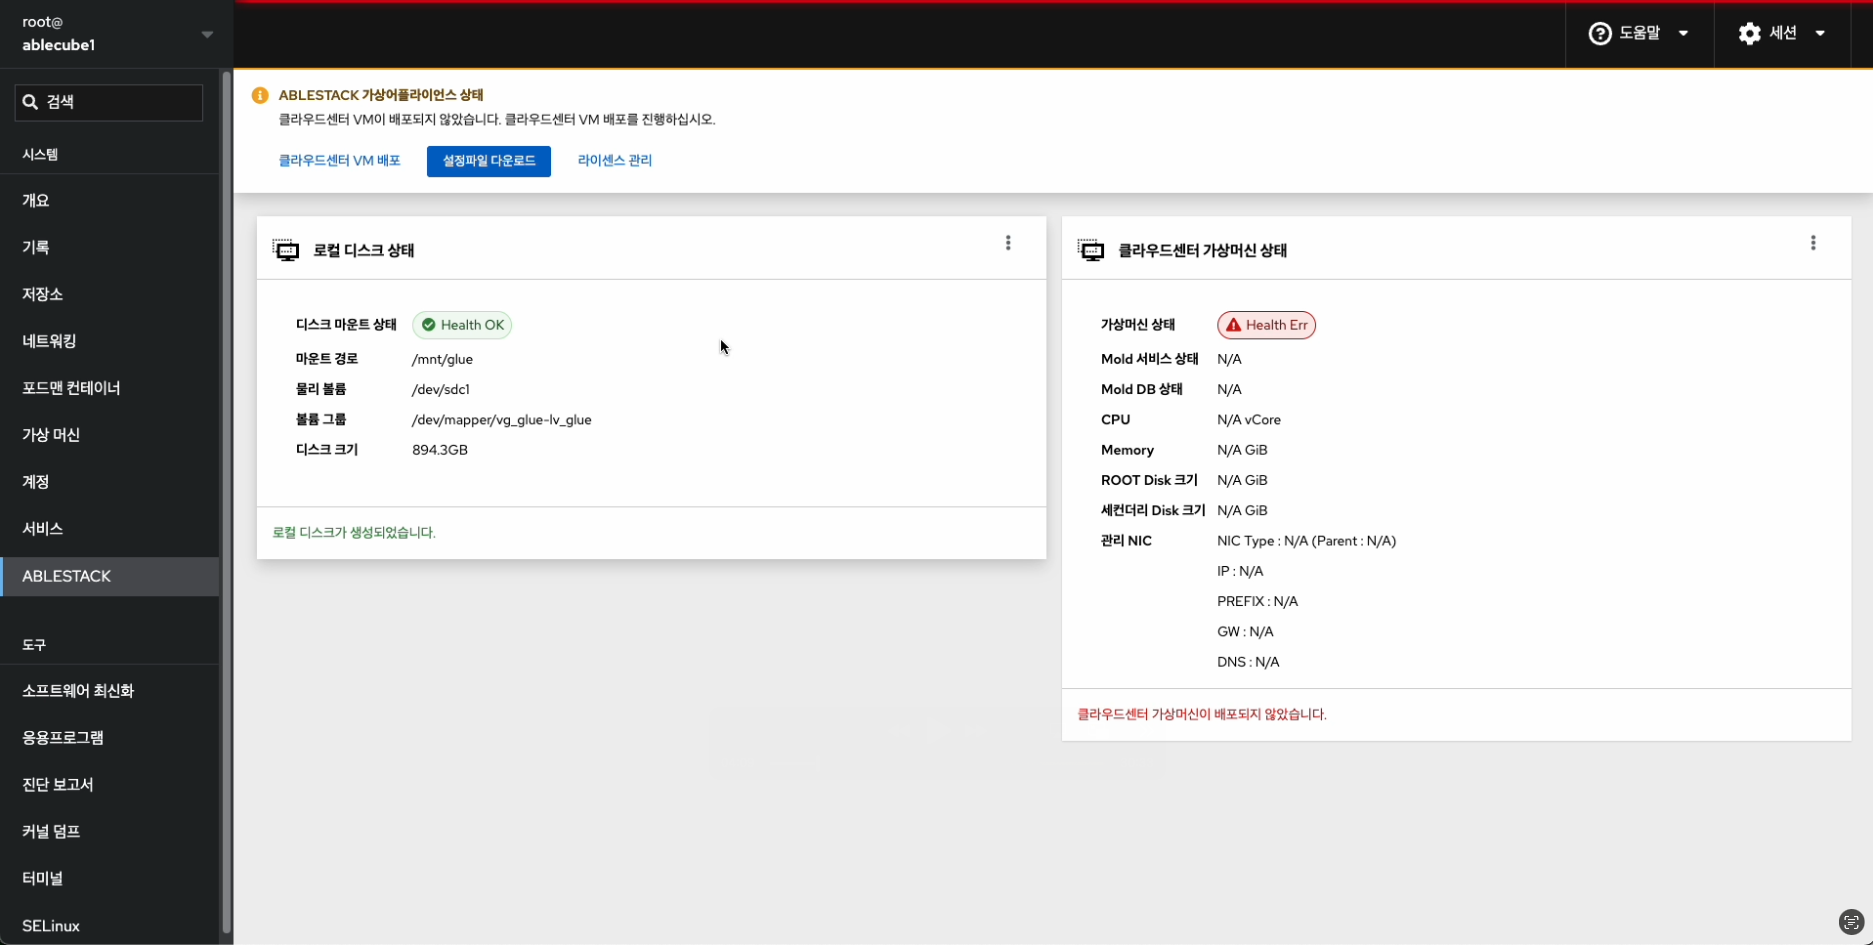 root@
ablecube1
도움말
세션
검색
시스템
개요
기록
저장소
네트워킹
포드맨 컨테이너
가상 머신
계정
서비스
ABLESTACK
도구
소프트웨어 최신화
응용프로그램
진단 보고서
커널 덤프
터미널
SELinux
ABLESTACK 가상어플라이언스 상태
클라우드센터 VM이 배포되지 않았습니다. 클라우드센터 VM 배포를 진행하십시오.
클라우드센터 VM 배포 설정파일 다운로드 라이센스 관리
로컬 디스크 상태
디스크 마운트 상태 Health OK
마운트 경로 /mnt/glue
물리 볼륨 /dev/sdc1
볼륨 그룹 /dev/mapper/vg_glue-lv_glue
디스크 크기 894.3GB
로컬 디스크가 생성되었습니다.
클라우드센터 가상머신 상태
가상머신 상태 Health Err
Mold 서비스 상태 N/A
Mold DB 상태 N/A
CPU N/A vCore
Memory N/A GiB
ROOT Disk 크기 N/A GiB
세컨더리 Disk 크기 N/A GiB
관리 NIC NIC Type : N/A (Parent : N/A)
IP : N/A
PREFIX : N/A
GW : N/A
DNS : N/A
클라우드센터 가상머신이 배포되지 않았습니다.